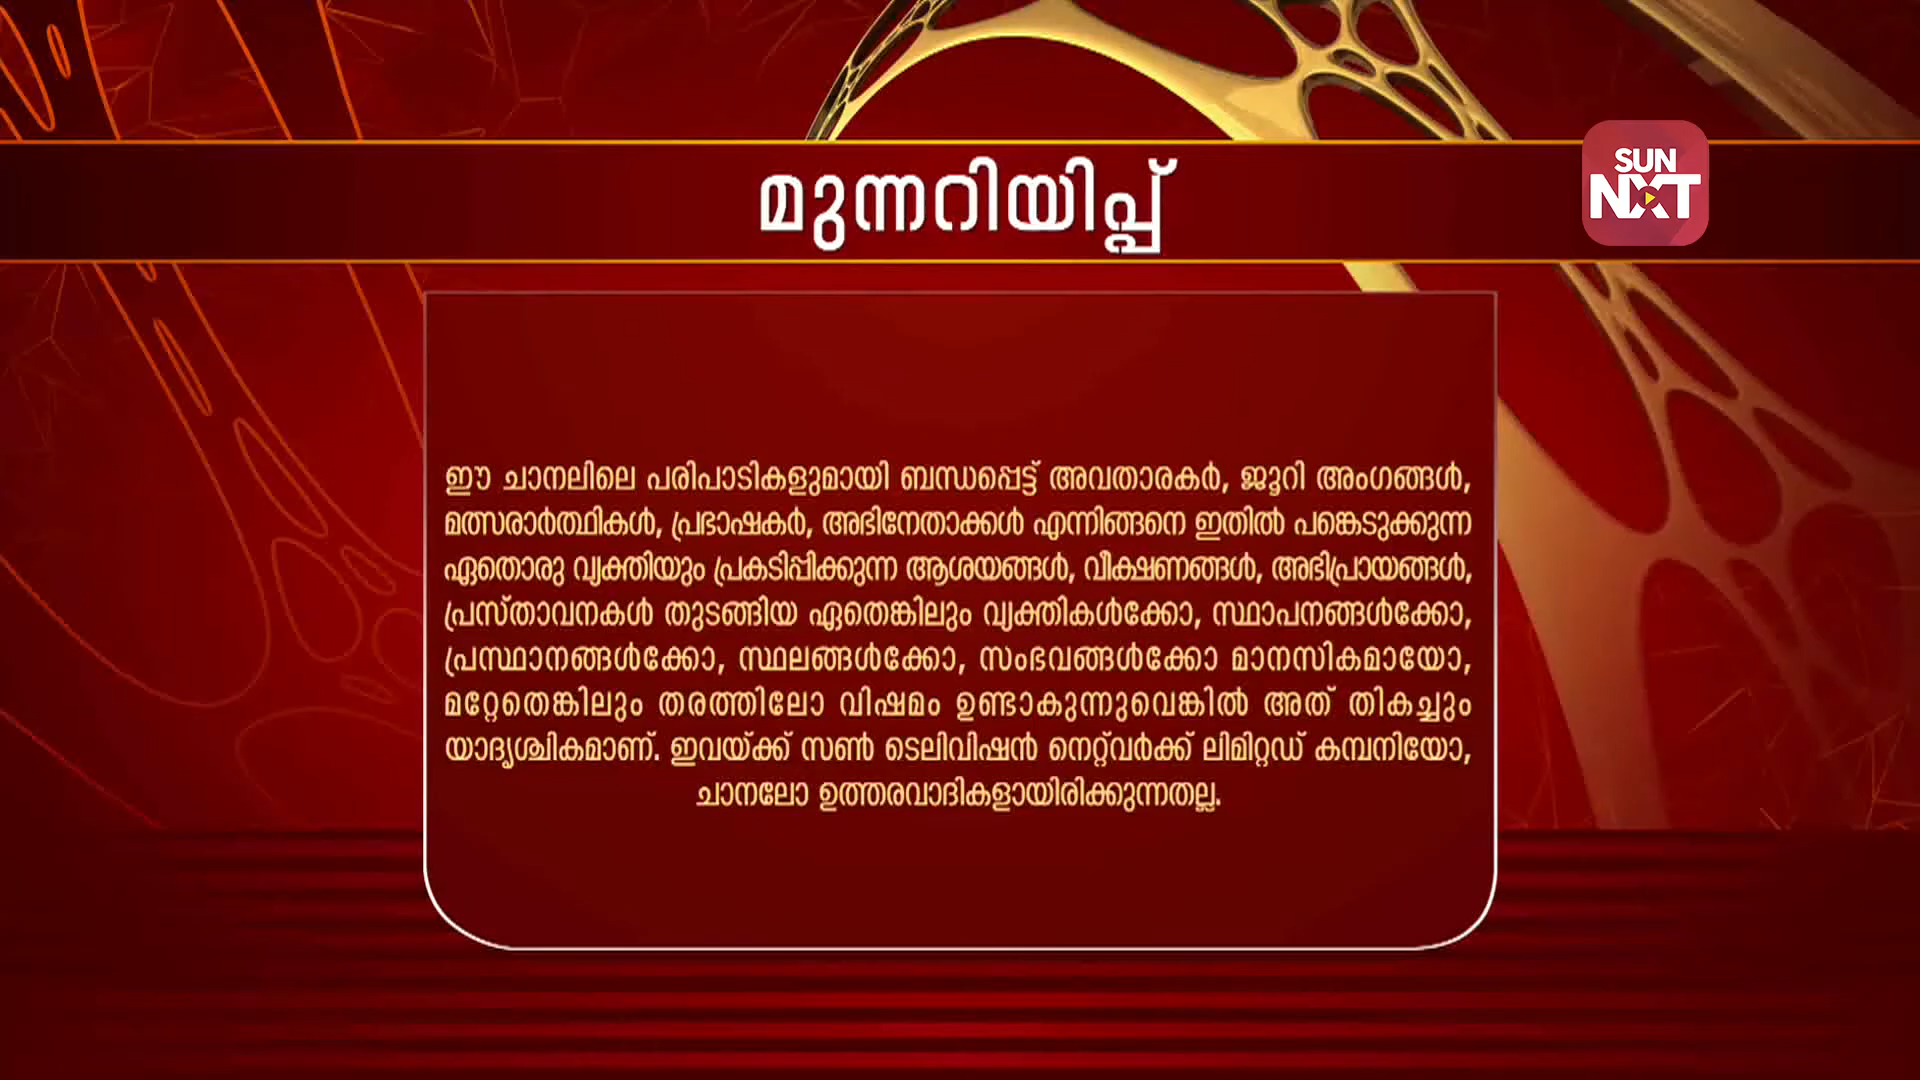 SUN
NXT
മുന്നറിയിപ്പ്
ഈ ചാനലിലെ പരിപാടികളുമായി ബന്ധപ്പെട്ട് അവതാരകർ, ജൂറി അംഗങ്ങൾ,
മത്സരാർത്ഥികൾ, പ്രഭാഷകർ, അഭിനേതാക്കൾ എന്നിങ്ങനെ ഇതിൽ പങ്കെടുക്കുന്ന
ഏതൊരു വ്യക്തിയും പ്രകടിപ്പിക്കുന്ന ആശയങ്ങൾ, വീക്ഷണങ്ങൾ, അഭിപ്രായങ്ങൾ,
പ്രസ്താവനകൾ തുടങ്ങിയ ഏതെങ്കിലും വ്യക്തികൾക്കോ, സ്ഥാപനങ്ങൾക്കോ,
പ്രസ്ഥാനങ്ങൾക്കോ, സ്ഥലങ്ങൾക്കോ, സംഭവങ്ങൾക്കോ മാനസികമായോ,
മറ്റേതെങ്കിലും തരത്തിലോ വിഷമം ഉണ്ടാകുന്നുവെങ്കിൽ അത് തികച്ചും
യാദൃശ്ചികമാണ്. ഇവയ്ക്ക് സൺ ടെലിവിഷൻ നെറ്റ്‌വർക്ക് ലിമിറ്റഡ് കമ്പനിയോ,
ചാനലോ ഉത്തരവാദികളായിരിക്കുന്നതല്ല.